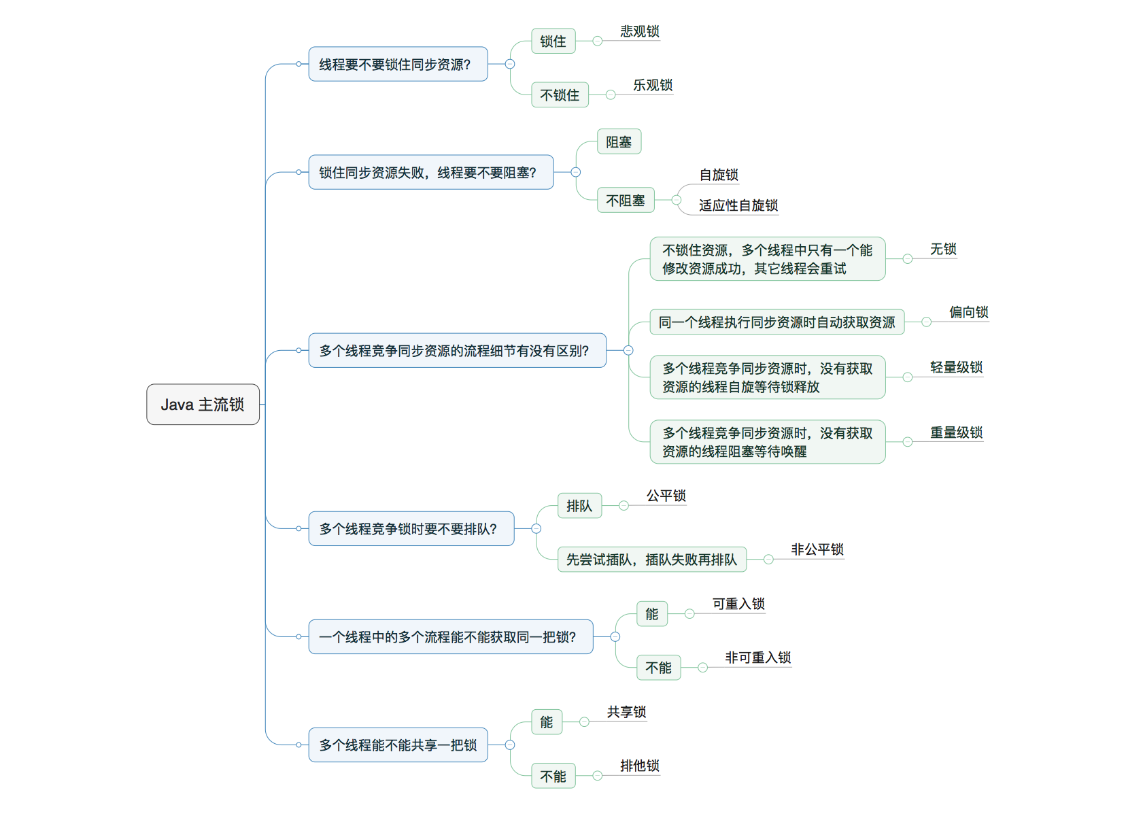 Java 主流锁
线程要不要锁住同步资源？
锁住
悲观锁
不锁住
乐观锁
锁住同步资源失败，线程要不要阻塞？
阻塞
不阻塞
自旋锁
适应性自旋锁
多个线程竞争同步资源的流程细节有没有区别？
不锁住资源，多个线程中只有一个能
修改资源成功，其它线程会重试
无锁
同一个线程执行同步资源时自动获取资源
偏向锁
多个线程竞争同步资源时，没有获取
资源的线程自旋等待锁释放
轻量级锁
多个线程竞争同步资源时，没有获取
资源的线程阻塞等待唤醒
重量级锁
多个线程竞争锁时要不要排队？
排队
公平锁
先尝试插队，插队失败再排队
非公平锁
一个线程中的多个流程能不能获取同一把锁？
能
可重入锁
不能
非可重入锁
多个线程能不能共享一把锁
能
共享锁
不能
排他锁